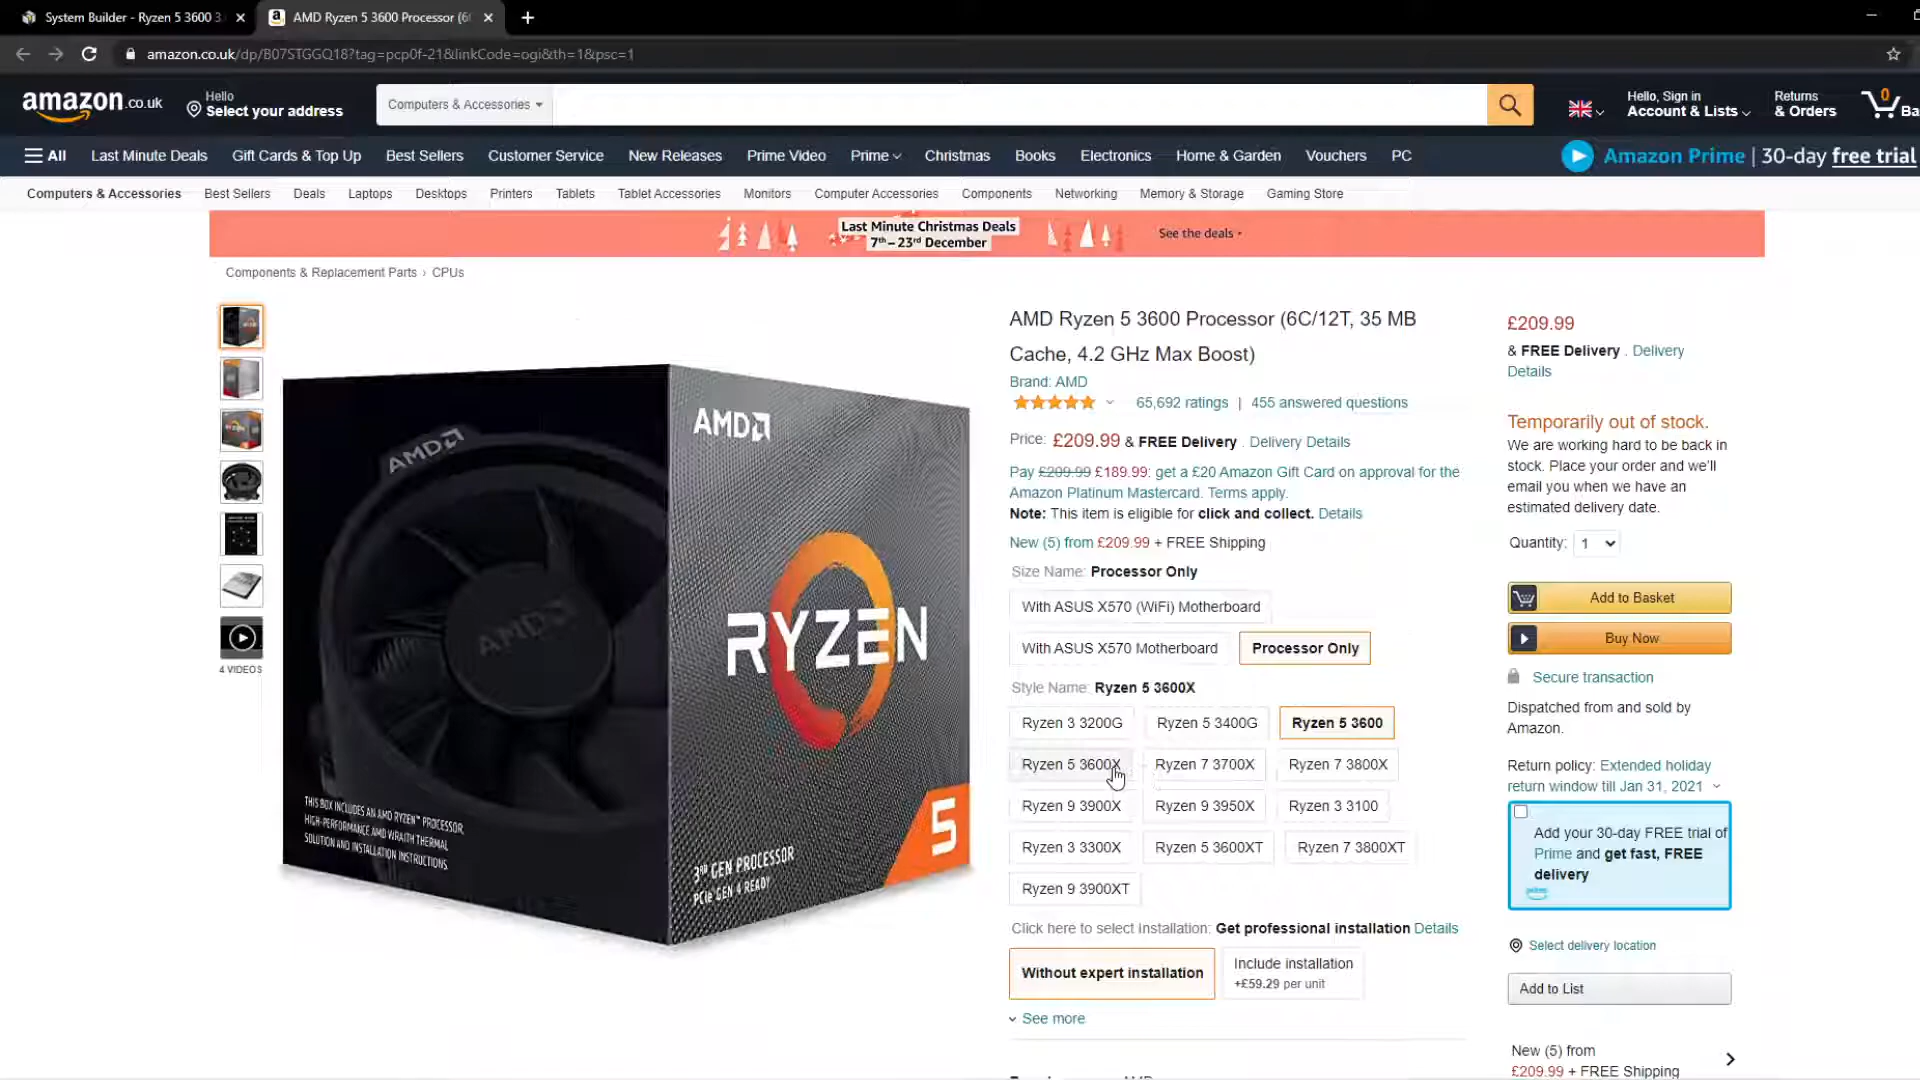 System Builder - Ryzen 5 3600 3.
AMD Ryzen 5 3600 Processor (6
amazon.co.uk/dp/B07STGGQ18?tag=pcp0f-21&linkCode=ogi&th=1&psc=1
amazon.co.uk
Hello
Select your address
Computers & Accessories
Hello, Sign in
Account & Lists
Returns
& Orders
0
Ba
All
Last Minute Deals
Gift Cards & Top Up
Best Sellers
Customer Service
New Releases
Prime Video
Prime
Christmas
Books
Electronics
Home & Garden
Vouchers
PC
Amazon Prime | 30-day free trial
Computers & Accessories
Best Sellers
Deals
Laptops
Desktops
Printers
Tablets
Tablet Accessories
Monitors
Computer Accessories
Components
Networking
Memory & Storage
Gaming Store
Last Minute Christmas Deals
7th – 23rd December
See the deals
Components & Replacement Parts › CPUs
4 VIDEOS
AMD
AMD
AMD
RYZEN
5
THIS BOX INCLUDES AN AMD RYZEN™ PROCESSOR,
HIGH-PERFORMANCE AMD WRAITH THERMAL
SOLUTION AND INSTALLATION INSTRUCTIONS.
3RD GEN PROCESSOR
PCIe GEN 4 READY
AMD Ryzen 5 3600 Processor (6C/12T, 35 MB
Cache, 4.2 GHz Max Boost)
Brand: AMD
65,692 ratings | 455 answered questions
Price: £209.99 & FREE Delivery . Delivery Details
Pay £209.99 £189.99: get a £20 Amazon Gift Card on approval for the
Amazon Platinum Mastercard. Terms apply.
Note: This item is eligible for click and collect. Details
New (5) from £209.99 + FREE Shipping
Size Name: Processor Only
With ASUS X570 (WiFi) Motherboard
With ASUS X570 Motherboard
Processor Only
Style Name: Ryzen 5 3600X
Ryzen 3 3200G
Ryzen 5 3400G
Ryzen 5 3600
Ryzen 5 3600X
Ryzen 7 3700X
Ryzen 7 3800X
Ryzen 9 3900X
Ryzen 9 3950X
Ryzen 3 3100
Ryzen 3 3300X
Ryzen 5 3600XT
Ryzen 7 3800XT
Ryzen 9 3900XT
Click here to select Installation: Get professional installation Details
Without expert installation
Include installation
+£59.29 per unit
See more
£209.99
& FREE Delivery . Delivery
Details
Temporarily out of stock.
We are working hard to be back in
stock. Place your order and we'll
email you when we have an
estimated delivery date.
Quantity: 1
Add to Basket
Buy Now
Secure transaction
Dispatched from and sold by
Amazon.
Return policy: Extended holiday
return window till Jan 31, 2021
Add your 30-day FREE trial of
Prime and get fast, FREE
delivery
Select delivery location
Add to List
New (5) from
£209.99 + FREE Shipping